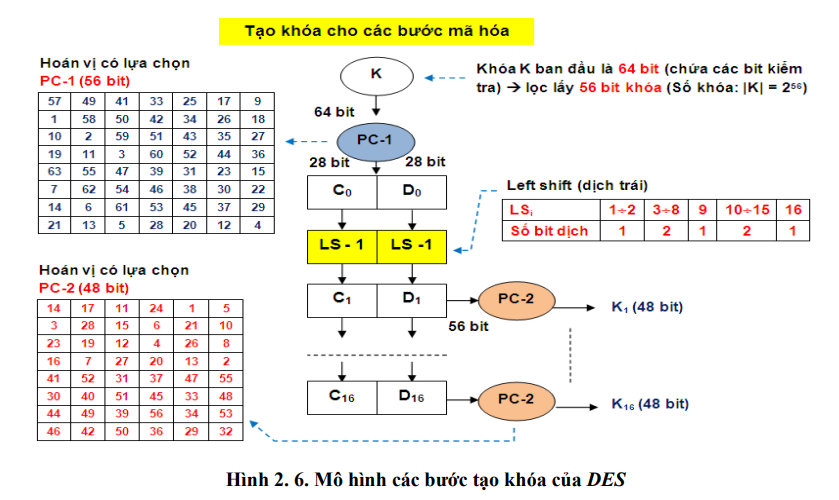 Tạo khóa cho các bước mã hóa
Hoán vị có lựa chọn
PC-1 (56 bit)
57 49 41 33 25 17 9
1 58 50 42 34 26 18
10 2 59 51 43 35 27
19 11 3 60 52 44 36
63 55 47 39 31 23 15
7 62 54 46 38 30 22
14 6 61 53 45 37 29
21 13 5 28 20 12 4
K
Khóa K ban đầu là 64 bit (chứa các bit kiểm
tra) → lọc lấy 56 bit khóa (Số khóa: |K| = 2⁵⁶)
64 bit
PC-1
28 bit 28 bit
C₀ D₀
Left shift (dịch trái)
LSᵢ 1÷2 3÷8 9 10÷15 16
Số bit dịch 1 2 1 2 1
LS - 1 LS -1
Hoán vị có lựa chọn
PC-2 (48 bit)
14 17 11 24 1 5
3 28 15 6 21 10
23 19 12 4 26 8
16 7 27 20 13 2
41 52 31 37 47 55
30 40 51 45 33 48
44 49 39 56 34 53
46 42 50 36 29 32
C₁ D₁
PC-2
K₁ (48 bit)
56 bit
C₁₆ D₁₆
PC-2
K₁₆ (48 bit)
Hình 2. 6. Mô hình các bước tạo khóa của DES